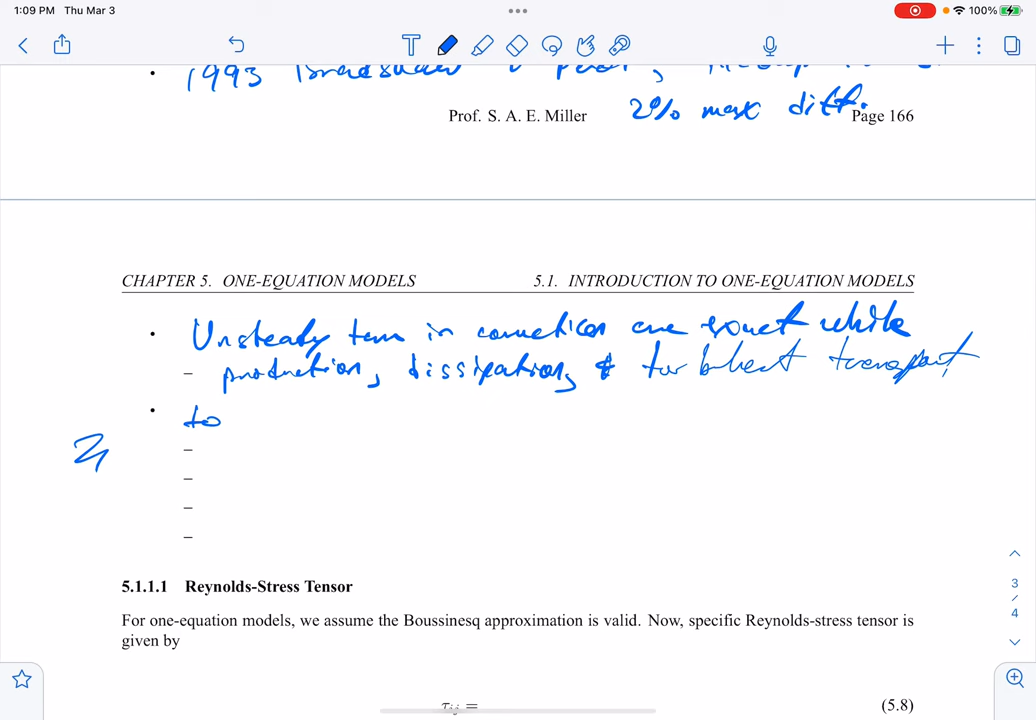 1:09 PM Thu Mar 3
100%
• 1993 Bradshaw
2% max diff.
Prof. S. A. E. Miller
Page 166
CHAPTER 5. ONE-EQUATION MODELS 5.1. INTRODUCTION TO ONE-EQUATION MODELS
• Unsteady term in convection are exact while
– production, dissipation, & turbulent transport
• to
–
–
–
–
5.1.1.1 Reynolds-Stress Tensor
For one-equation models, we assume the Boussinesq approximation is valid. Now, specific Reynolds-stress tensor is
given by
τij =
(5.8)
3
/
4